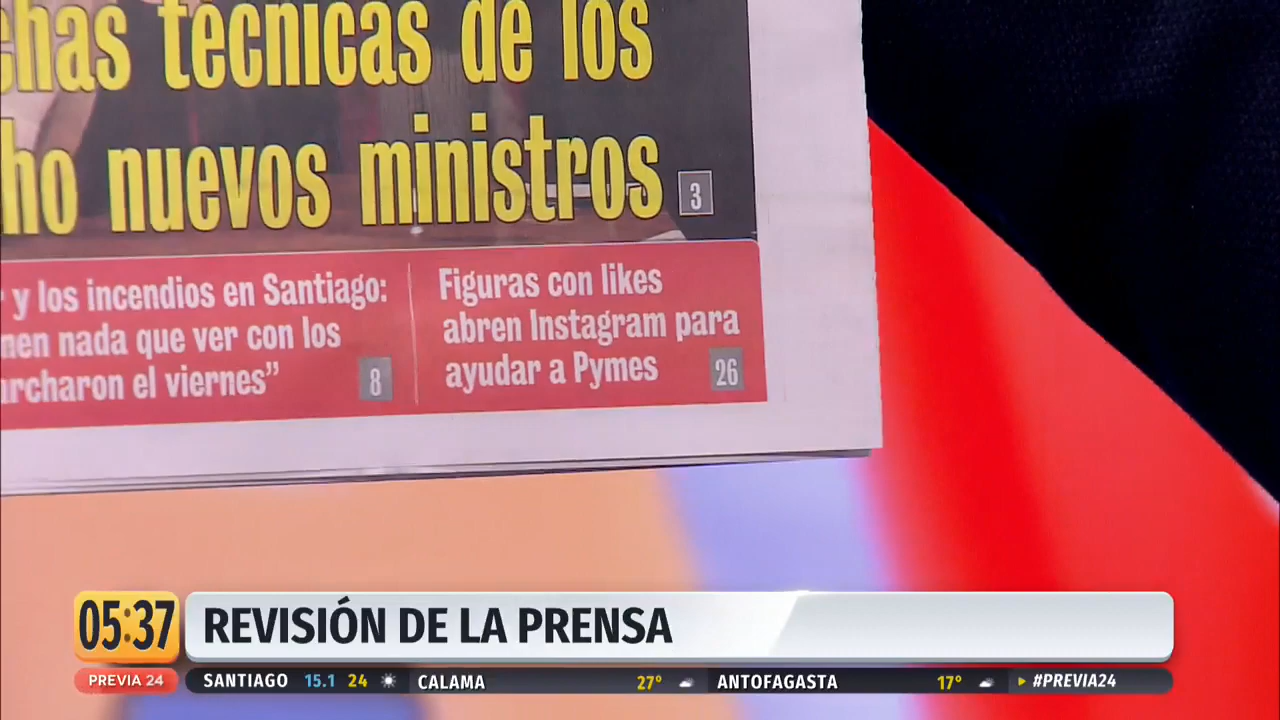 técnicas de los
nuevos ministros 3
y los incendios en Santiago:
nada que ver con los
el viernes” 8
Figuras con likes
abren Instagram para
ayudar a Pymes 26
05:37 REVISIÓN DE LA PRENSA
PREVIA 24 SANTIAGO 15.1 24 CALAMA 27° ANTOFAGASTA 17° #PREVIA24